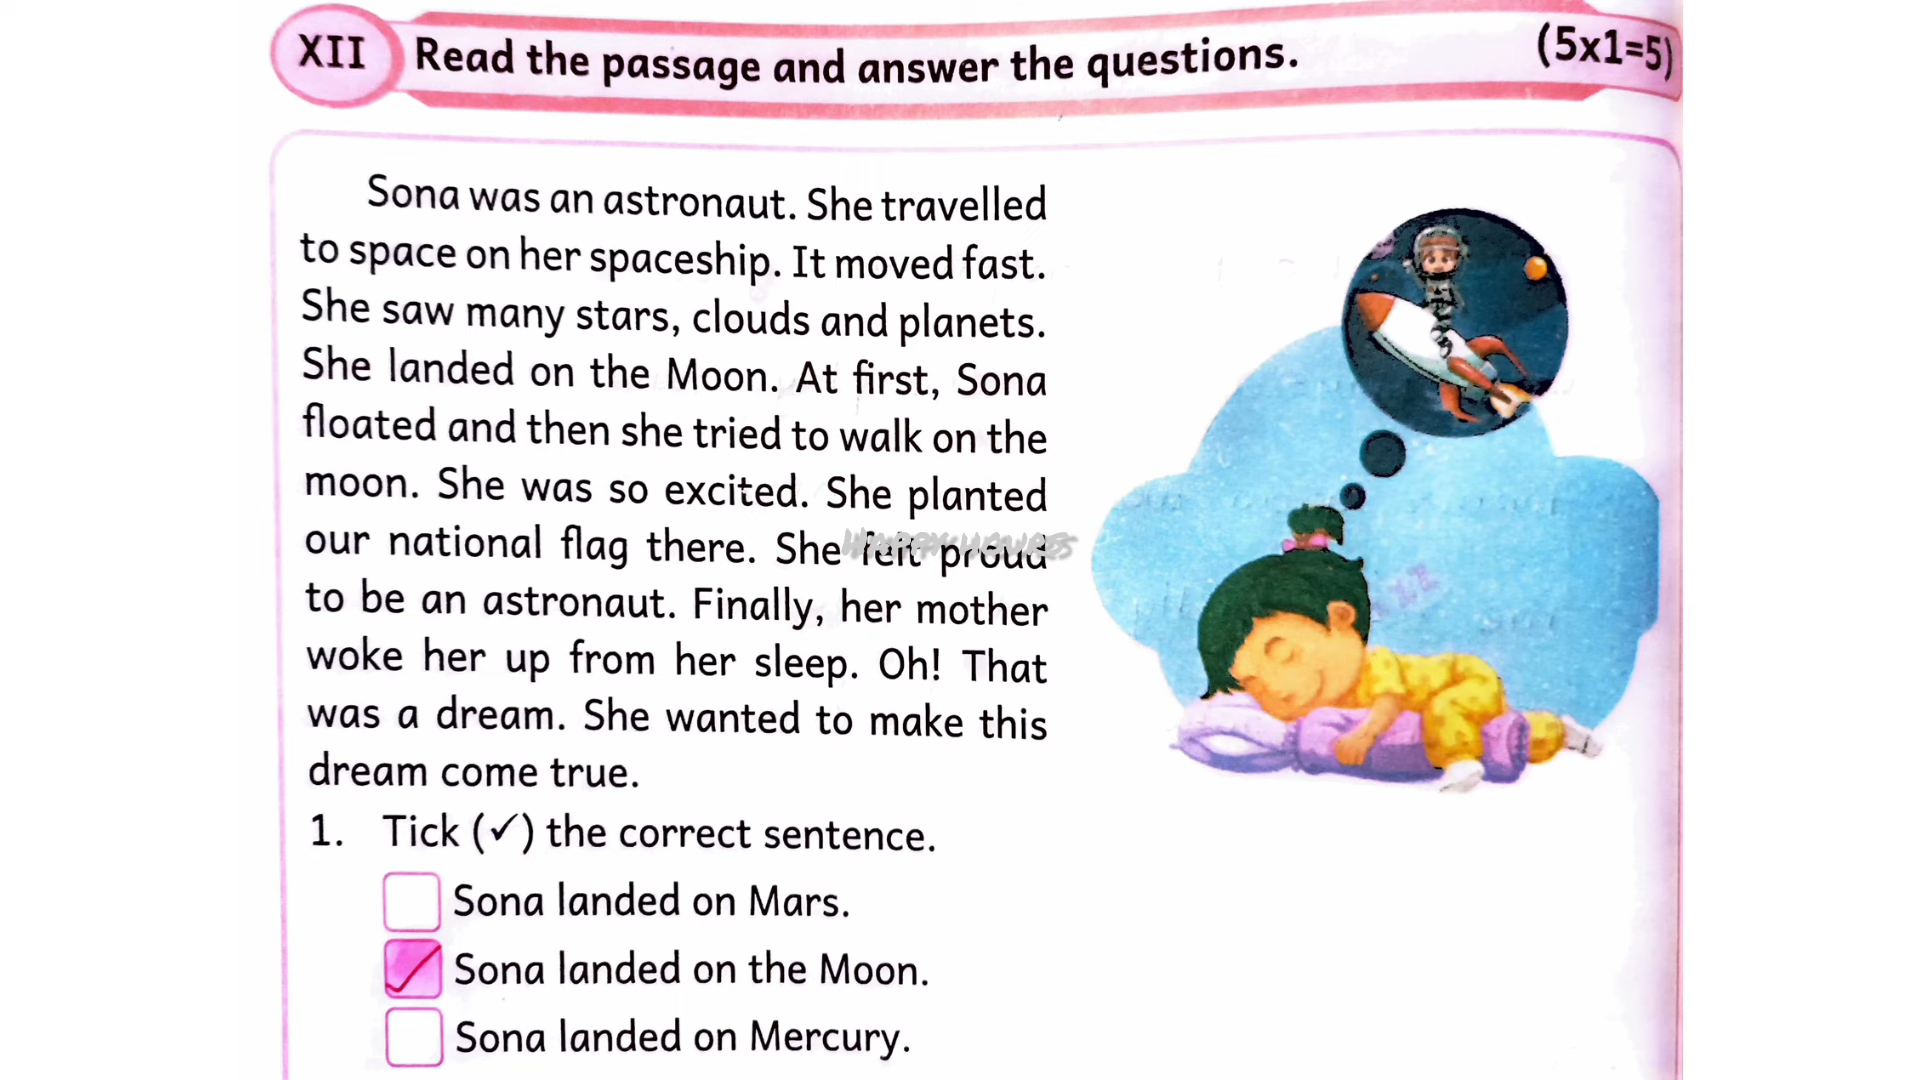 XII Read the passage and answer the questions. (5x1=5)
Sona was an astronaut. She travelled
to space on her spaceship. It moved fast.
She saw many stars, clouds and planets.
She landed on the Moon. At first, Sona
floated and then she tried to walk on the
moon. She was so excited. She planted
our national flag there. She felt proud
to be an astronaut. Finally, her mother
woke her up from her sleep. Oh! That
was a dream. She wanted to make this
dream come true.
1. Tick (✓) the correct sentence.
Sona landed on Mars.
✓ Sona landed on the Moon.
Sona landed on Mercury.